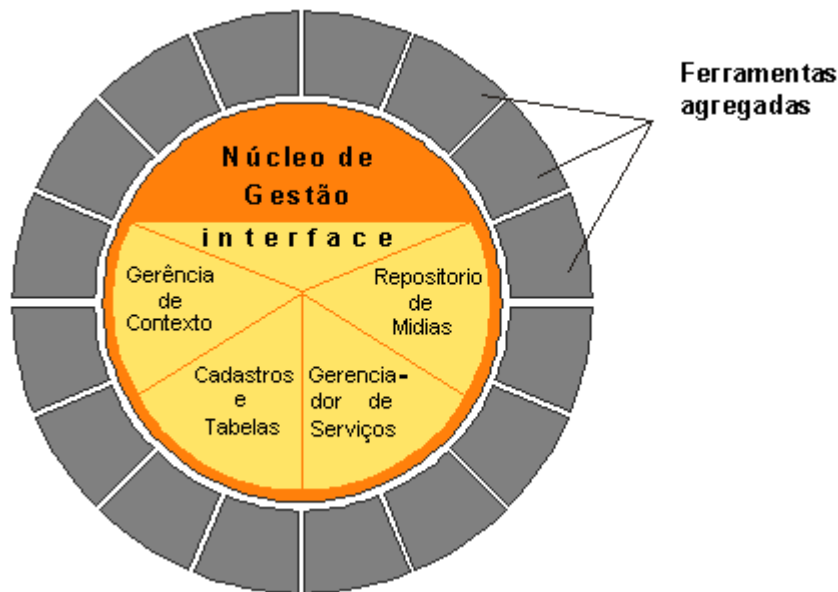 Ferramentas
agregadas
Núcleo de
Gestão
interface
Gerência
de
Contexto
Repositorio
de
Midias
Cadastros
e
Tabelas
Gerencia-
dor de
Serviços